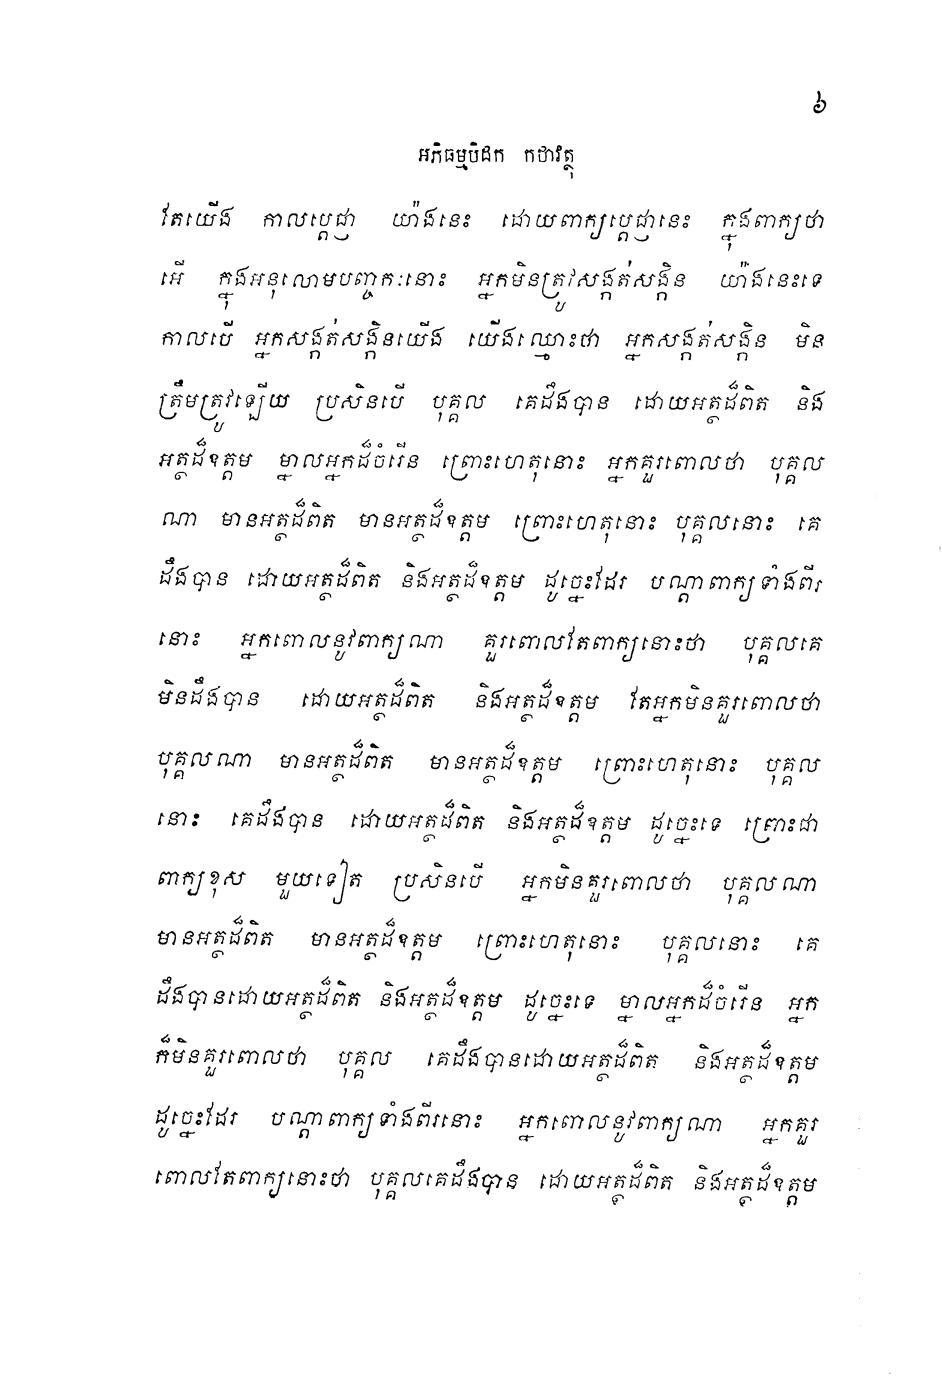 ៦
អភិធម្មបិដក កថាវត្ថុ
តែយើង កាលប្តេជ្ញា យ៉ាងនេះ ដោយពាក្យប្តេជ្ញានេះ ក្នុងពាក្យថា
អើ ក្នុងអនុលោមបញ្ចកៈនោះ អ្នកមិនត្រូវសង្កត់សង្កិន យ៉ាងនេះទេ
កាលបើ អ្នកសង្កត់សង្កិនយើង យើងឈ្មោះថា អ្នកសង្កត់សង្កិន មិន
ត្រឹមត្រូវឡើយ ប្រសិនបើ បុគ្គល គេដឹងបាន ដោយអត្ថដ៏ពិត និង
អត្ថដ៏ឧត្តម ម្នាលអ្នកដ៏ចំរើន ព្រោះហេតុនោះ អ្នកគួរពោលថា បុគ្គល
ណា មានអត្ថដ៏ពិត មានអត្ថដ៏ឧត្តម ព្រោះហេតុនោះ បុគ្គលនោះ គេ
ដឹងបាន ដោយអត្ថដ៏ពិត និងអត្ថដ៏ឧត្តម ដូច្នេះដែរ បណ្តាពាក្យទាំងពីរ
នោះ អ្នកពោលនូវពាក្យណា គួរពោលតែពាក្យនោះថា បុគ្គលគេ
មិនដឹងបាន ដោយអត្ថដ៏ពិត និងអត្ថដ៏ឧត្តម តែអ្នកមិនគួរពោលថា
បុគ្គលណា មានអត្ថដ៏ពិត មានអត្ថដ៏ឧត្តម ព្រោះហេតុនោះ បុគ្គល
នោះ គេដឹងបាន ដោយអត្ថដ៏ពិត និងអត្ថដ៏ឧត្តម ដូច្នេះទេ ព្រោះជា
ពាក្យខុស មួយទៀត ប្រសិនបើ អ្នកមិនគួរពោលថា បុគ្គលណា
មានអត្ថដ៏ពិត មានអត្ថដ៏ឧត្តម ព្រោះហេតុនោះ បុគ្គលនោះ គេ
ដឹងបានដោយអត្ថដ៏ពិត និងអត្ថដ៏ឧត្តម ដូច្នេះទេ ម្នាលអ្នកដ៏ចំរើន អ្នក
ក៏មិនគួរពោលថា បុគ្គល គេដឹងបានដោយអត្ថដ៏ពិត និងអត្ថដ៏ឧត្តម
ដូច្នេះដែរ បណ្តាពាក្យទាំងពីរនោះ អ្នកពោលនូវពាក្យណា អ្នកគួរ
ពោលតែពាក្យនោះថា បុគ្គលគេដឹងបាន ដោយអត្ថដ៏ពិត និងអត្ថដ៏ឧត្តម